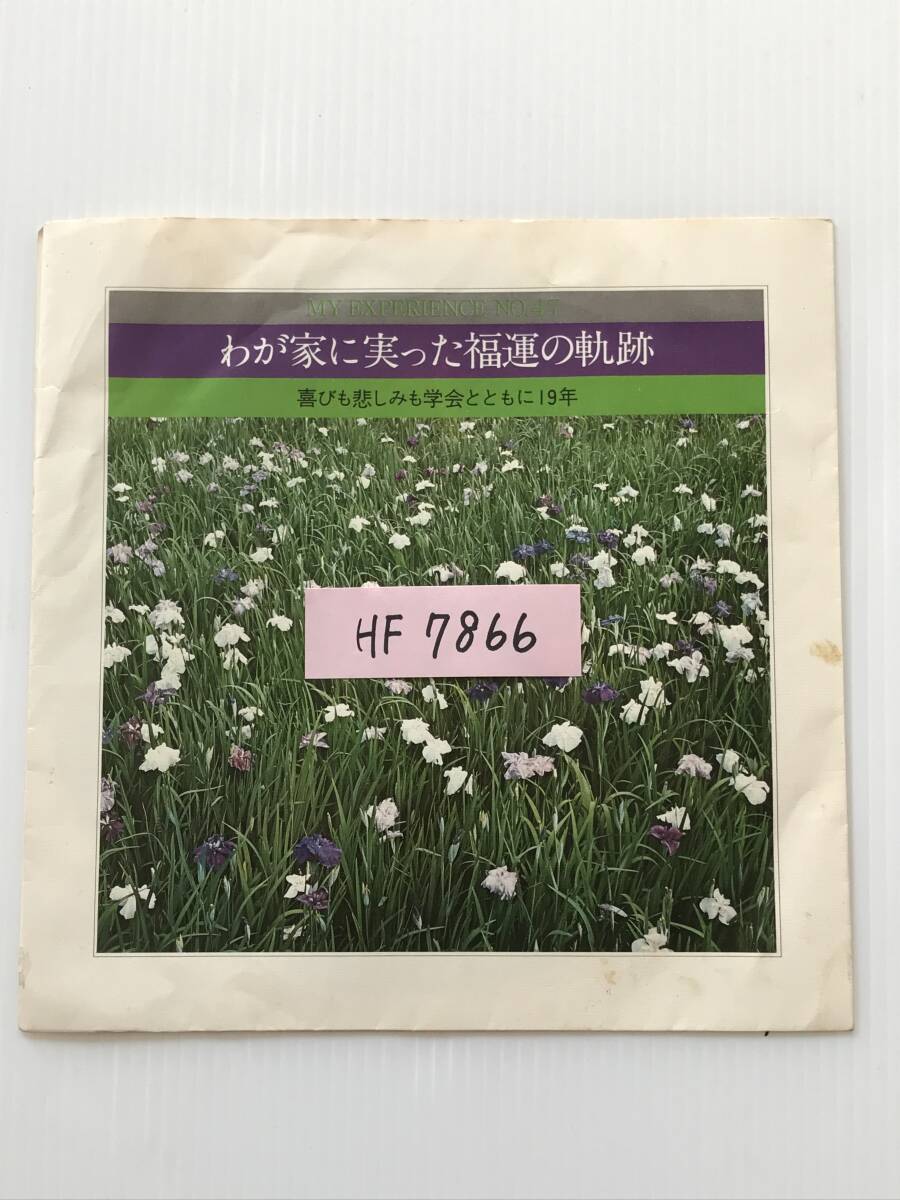 MY EXPERIENCE NO.47
わが家に実った福運の軌跡
喜びも悲しみも学会とともに19年
HF 7866